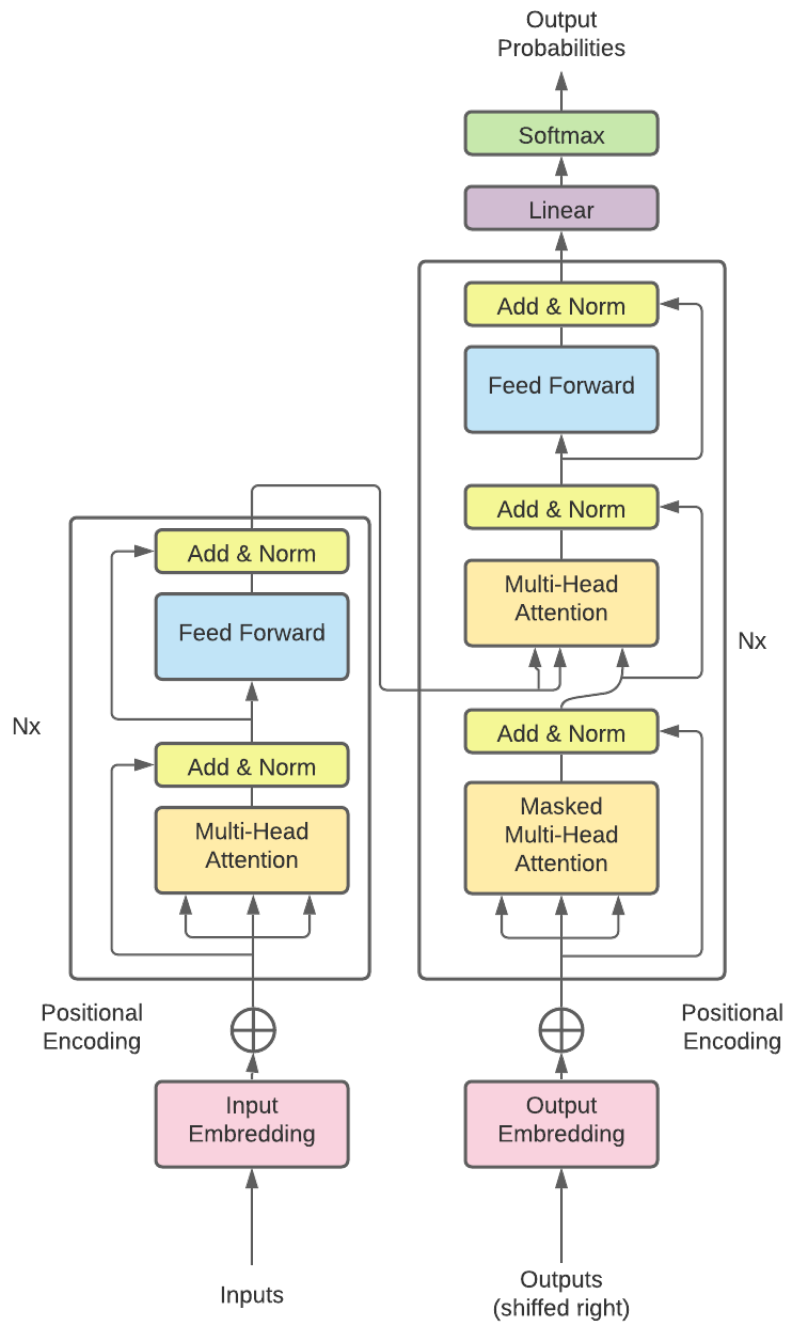 Output
Probabilities
Softmax
Linear
Add & Norm
Feed Forward
Add & Norm
Multi-Head
Attention
Nx
Add & Norm
Masked
Multi-Head
Attention
Positional
Encoding
Output
Embredding
Outputs
(shiffed right)
Add & Norm
Feed Forward
Nx
Add & Norm
Multi-Head
Attention
Positional
Encoding
Input
Embredding
Inputs